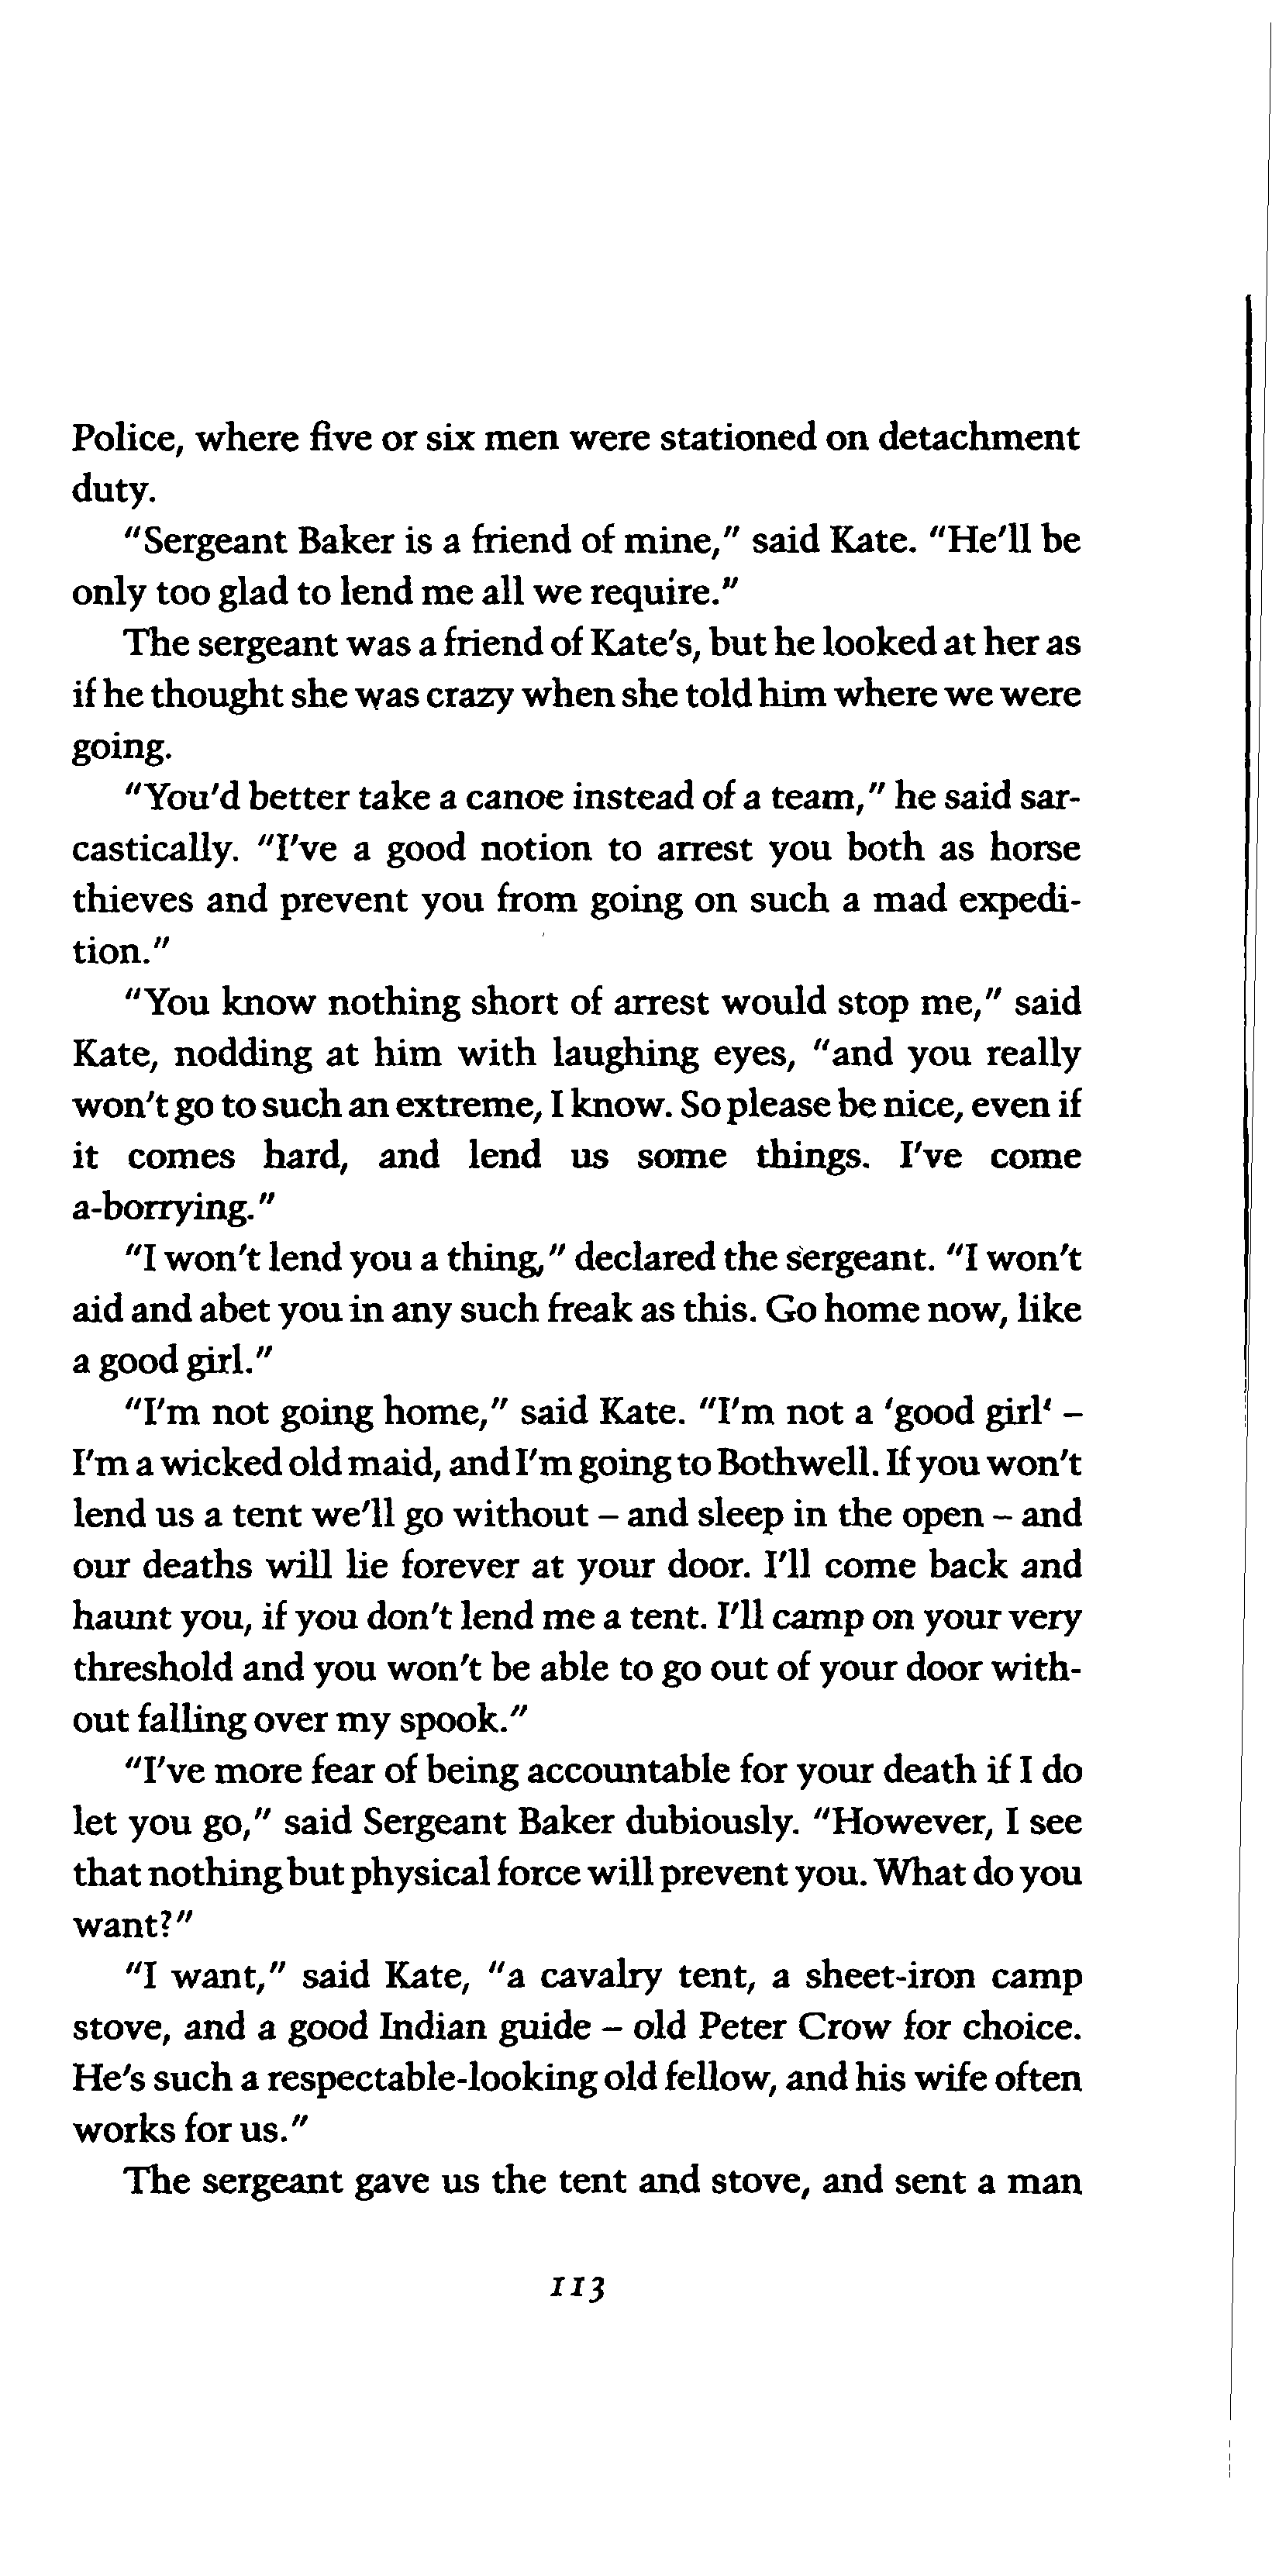 Police, where five or six men were stationed on detachment
duty.
"Sergeant Baker is a friend of mine," said Kate. "He'll be
only too glad to lend me all we require."
The sergeant was a friend of Kate's, but he looked at her as
if he thought she was crazy when she told him where we were
going.
"You'd better take a canoe instead of a team," he said sar-
castically. "I've a good notion to arrest you both as horse
thieves and prevent you from going on such a mad expedi-
tion."
"You know nothing short of arrest would stop me," said
Kate, nodding at him with laughing eyes, "and you really
won't go to such an extreme, I know. So please be nice, even if
it comes hard, and lend us some things. I've come
a-borrying."
"I won't lend you a thing," declared the sergeant. "I won't
aid and abet you in any such freak as this. Go home now, like
a good girl."
"I'm not going home," said Kate. "I'm not a 'good girl' –
I'm a wicked old maid, and I'm going to Bothwell. If you won't
lend us a tent we'll go without – and sleep in the open – and
our deaths will lie forever at your door. I'll come back and
haunt you, if you don't lend me a tent. I'll camp on your very
threshold and you won't be able to go out of your door with-
out falling over my spook."
"I've more fear of being accountable for your death if I do
let you go," said Sergeant Baker dubiously. "However, I see
that nothing but physical force will prevent you. What do you
want?"
"I want," said Kate, "a cavalry tent, a sheet-iron camp
stove, and a good Indian guide – old Peter Crow for choice.
He's such a respectable-looking old fellow, and his wife often
works for us."
The sergeant gave us the tent and stove, and sent a man
113